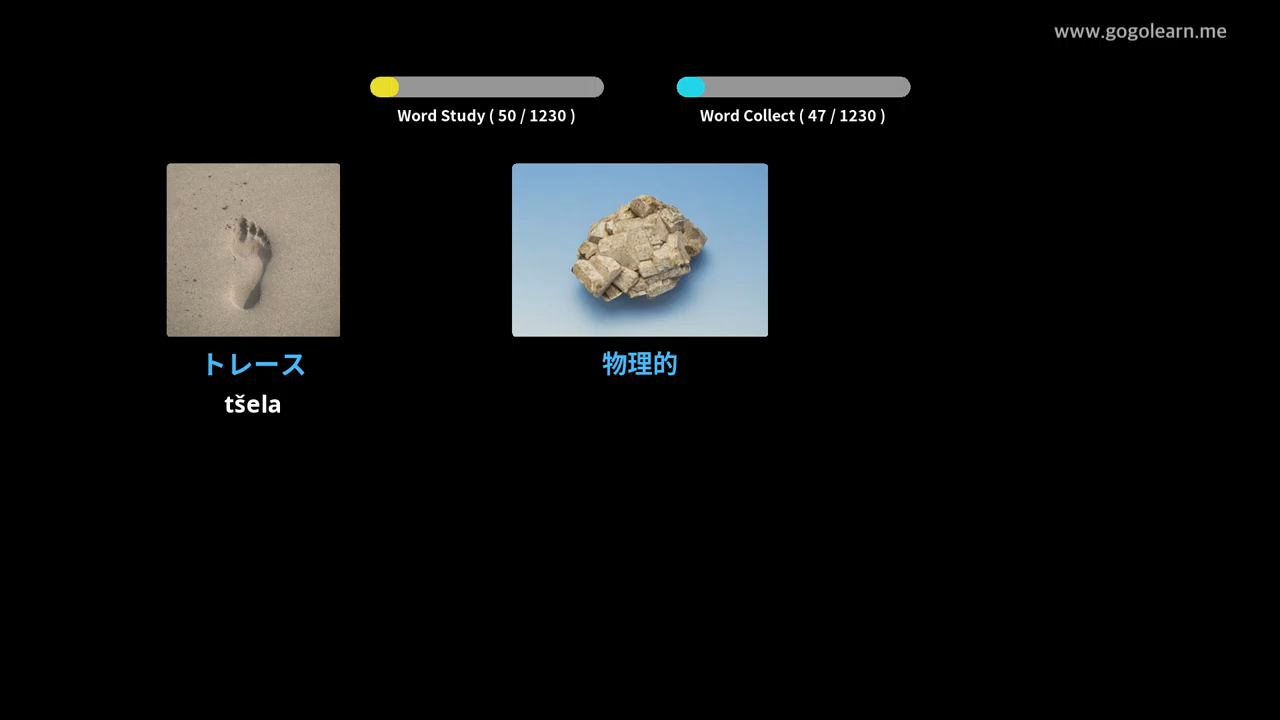 www.gogolearn.me
Word Study ( 50 / 1230 )
Word Collect ( 47 / 1230 )
トレース
物理的
tšela